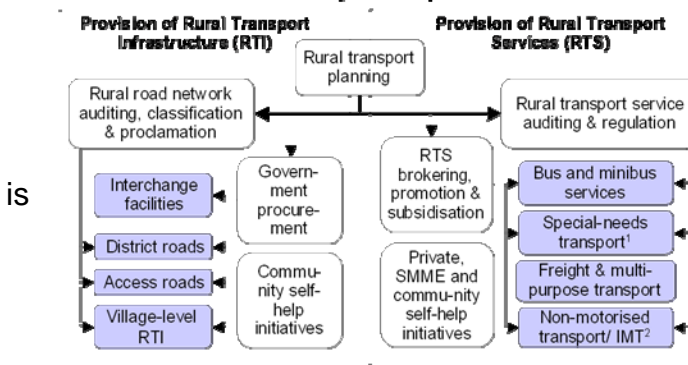 Provision of Rural Transport
Infrastructure (RTI)
Provision of Rural Transport
Services (RTS)
Rural transport
planning
Rural road network
auditing, classification
& proclamation
Rural transport service
auditing & regulation
is
Interchange
facilities
District roads
Access roads
Village-level
RTI
Govern-
ment
procure-
ment
Commu-
nity self-
help
initiatives
RTS
brokering,
promotion &
subsidisation
Private,
SMME and
commu-nity
self-help
initiatives
Bus and minibus
services
Special-needs
transport¹
Freight & multi-
purpose transport
Non-motorised
transport/ IMT²